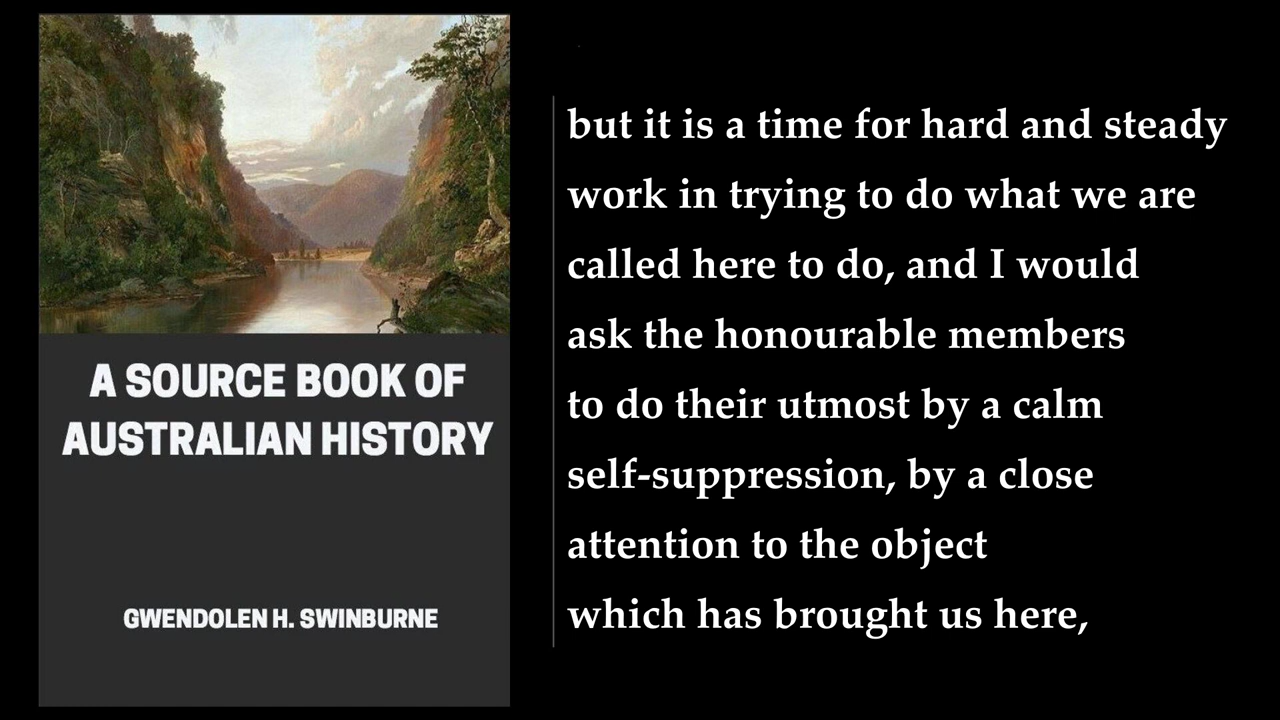 A SOURCE BOOK OF
AUSTRALIAN HISTORY
GWENDOLEN H. SWINBURNE
but it is a time for hard and steady
work in trying to do what we are
called here to do, and I would
ask the honourable members
to do their utmost by a calm
self-suppression, by a close
attention to the object
which has brought us here,